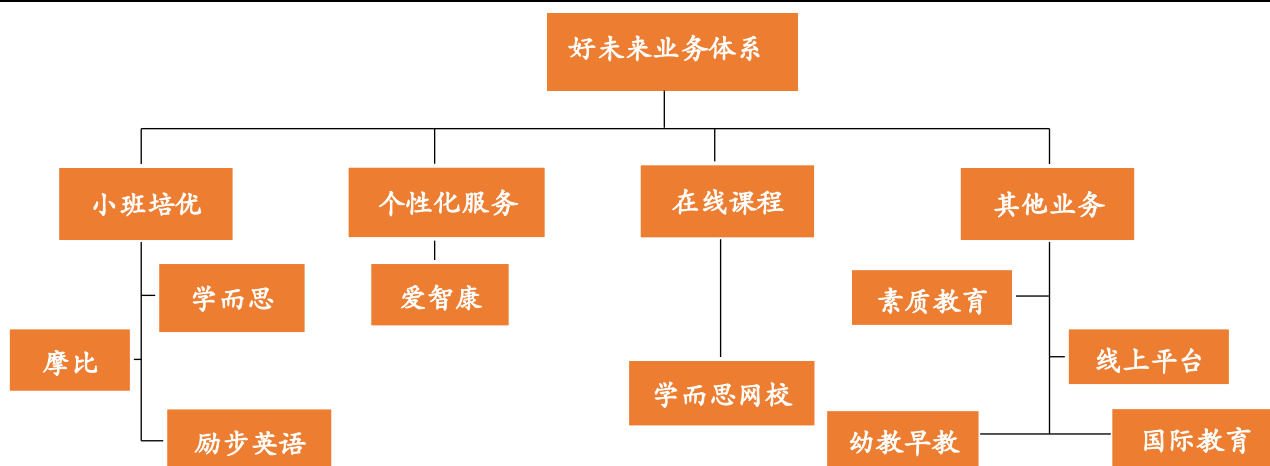 好未来业务体系
小班培优
个性化服务
在线课程
其他业务
学而思
爱智康
素质教育
摩比
线上平台
学而思网校
励步英语
幼教早教
国际教育